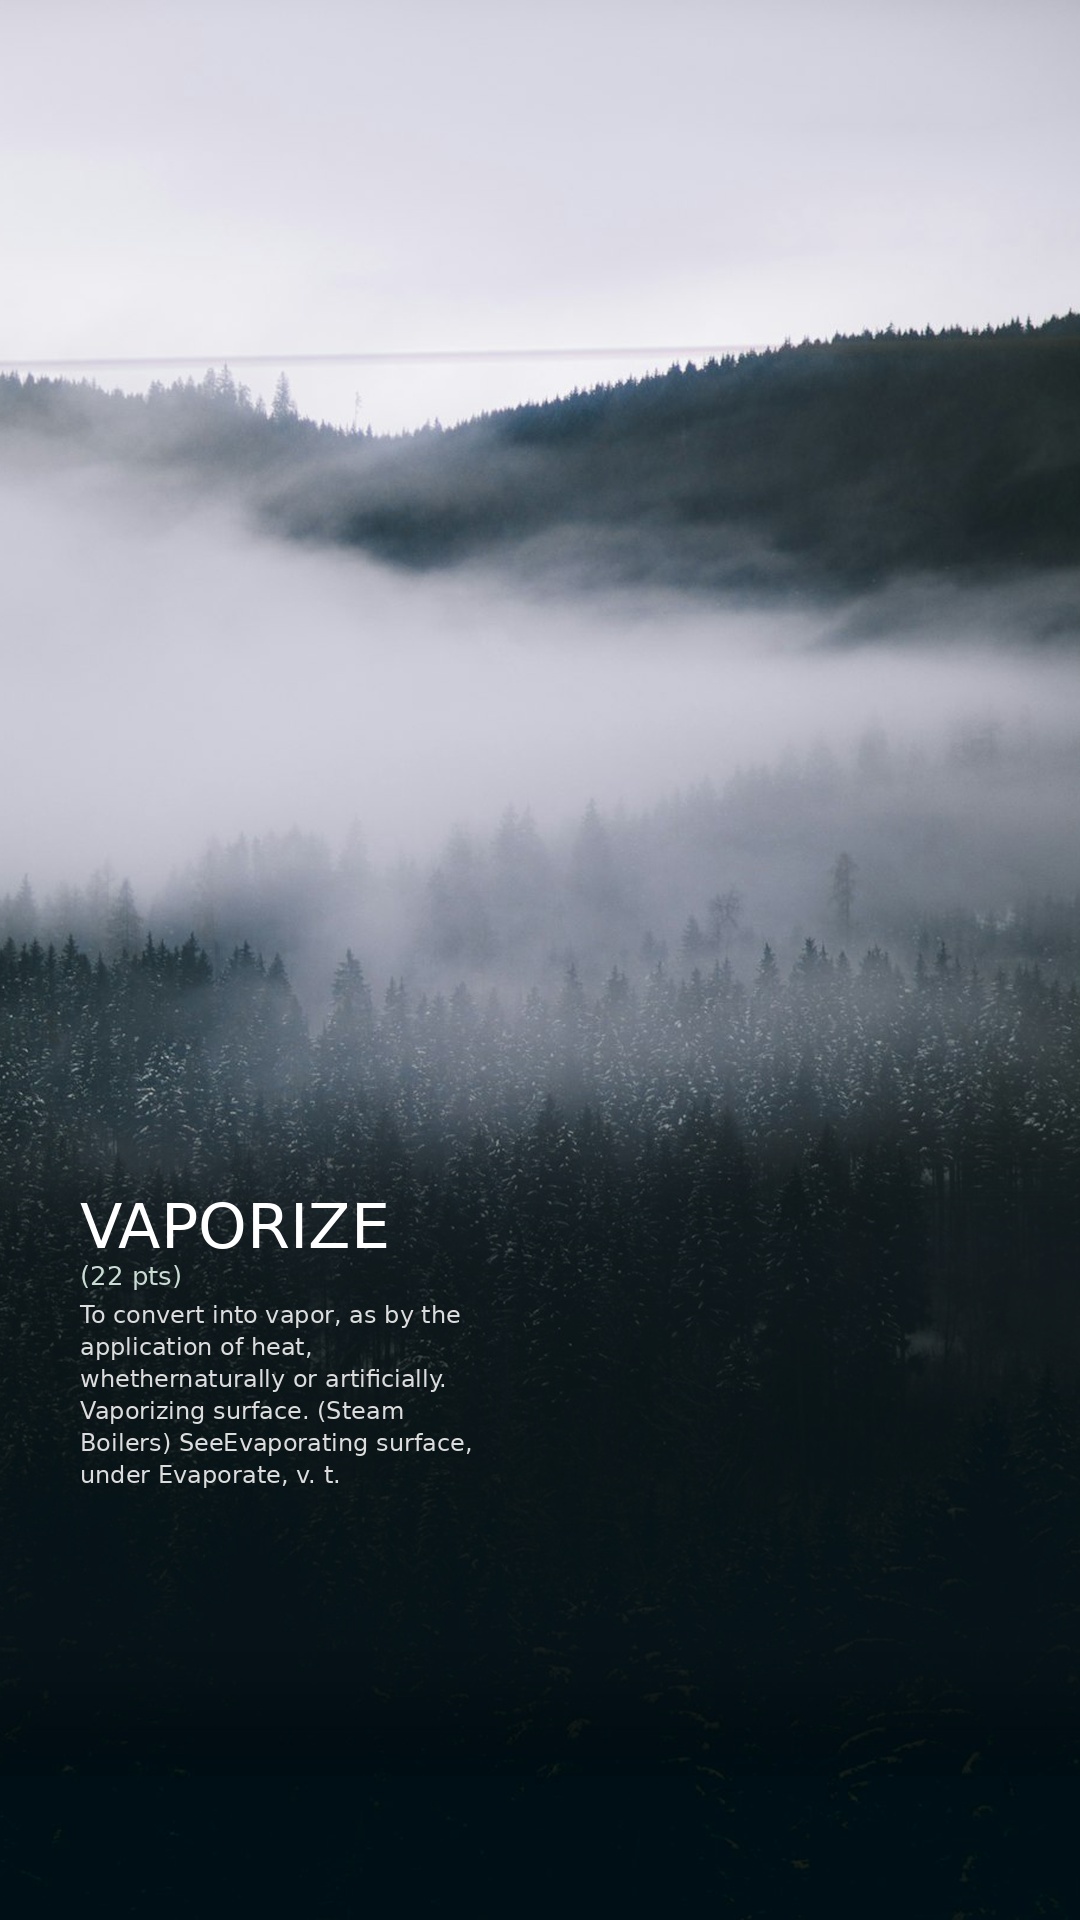 VAPORIZE
(22 pts)
To convert into vapor, as by the
application of heat,
whethernaturally or artificially.
Vaporizing surface. (Steam
Boilers) SeeEvaporating surface,
under Evaporate, v. t.